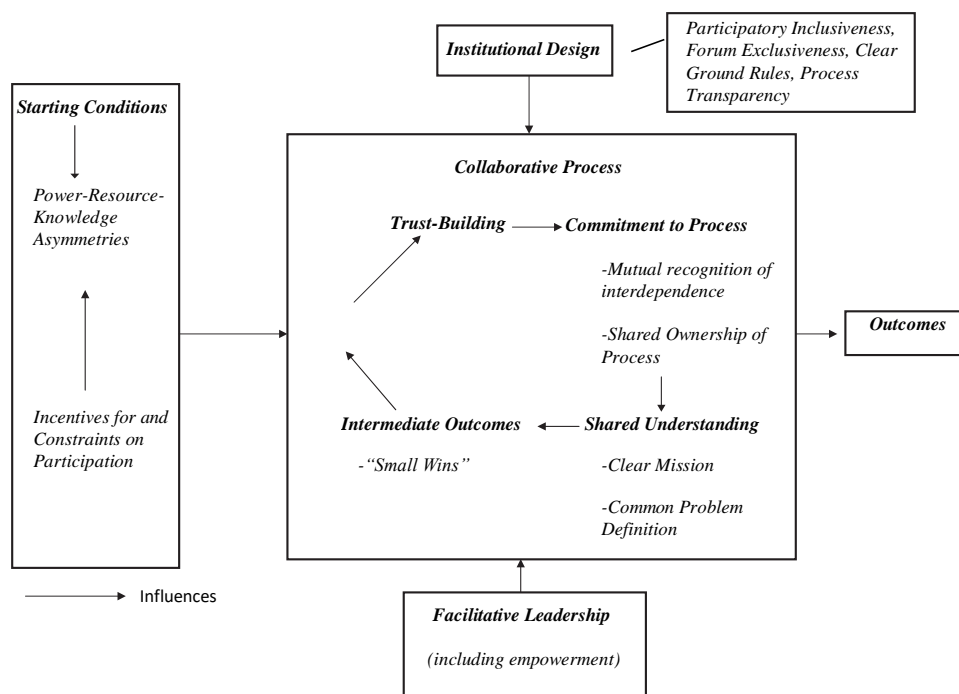 Participatory Inclusiveness,
Forum Exclusiveness, Clear
Ground Rules, Process
Transparency
Institutional Design
Starting Conditions
Power-Resource-
Knowledge
Asymmetries
Incentives for and
Constraints on
Participation
Collaborative Process
Trust-Building
Commitment to Process
-Mutual recognition of
interdependence
-Shared Ownership of
Process
Intermediate Outcomes
-“Small Wins”
Shared Understanding
-Clear Mission
-Common Problem
Definition
Outcomes
Influences
Facilitative Leadership
(including empowerment)